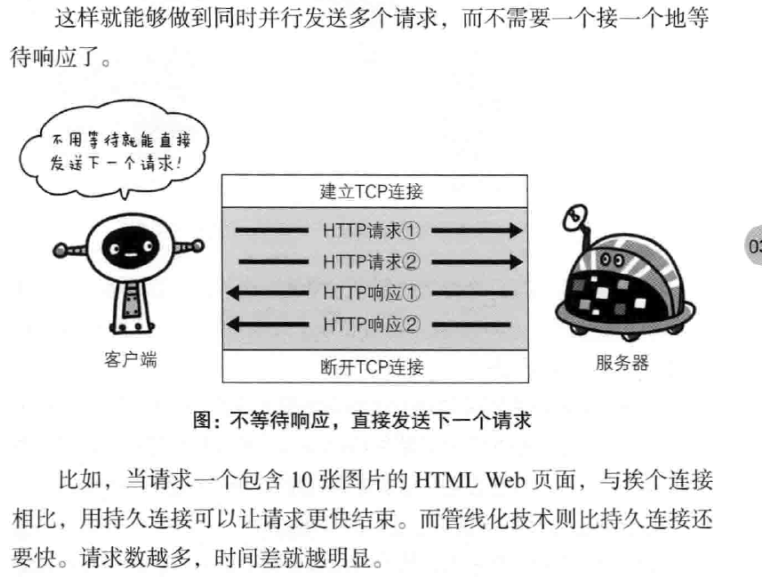 这样就能够做到同时并行发送多个请求，而不需要一个接一个地等
待响应了。
不用等待就能直接
发送下一个请求！
建立TCP连接
HTTP请求①
HTTP请求②
HTTP响应①
HTTP响应②
断开TCP连接
客户端
服务器
图：不等待响应，直接发送下一个请求
比如，当请求一个包含 10 张图片的 HTML Web 页面，与挨个连接
相比，用持久连接可以让请求更快结束。而管线化技术则比持久连接还
要快。请求数越多，时间差就越明显。